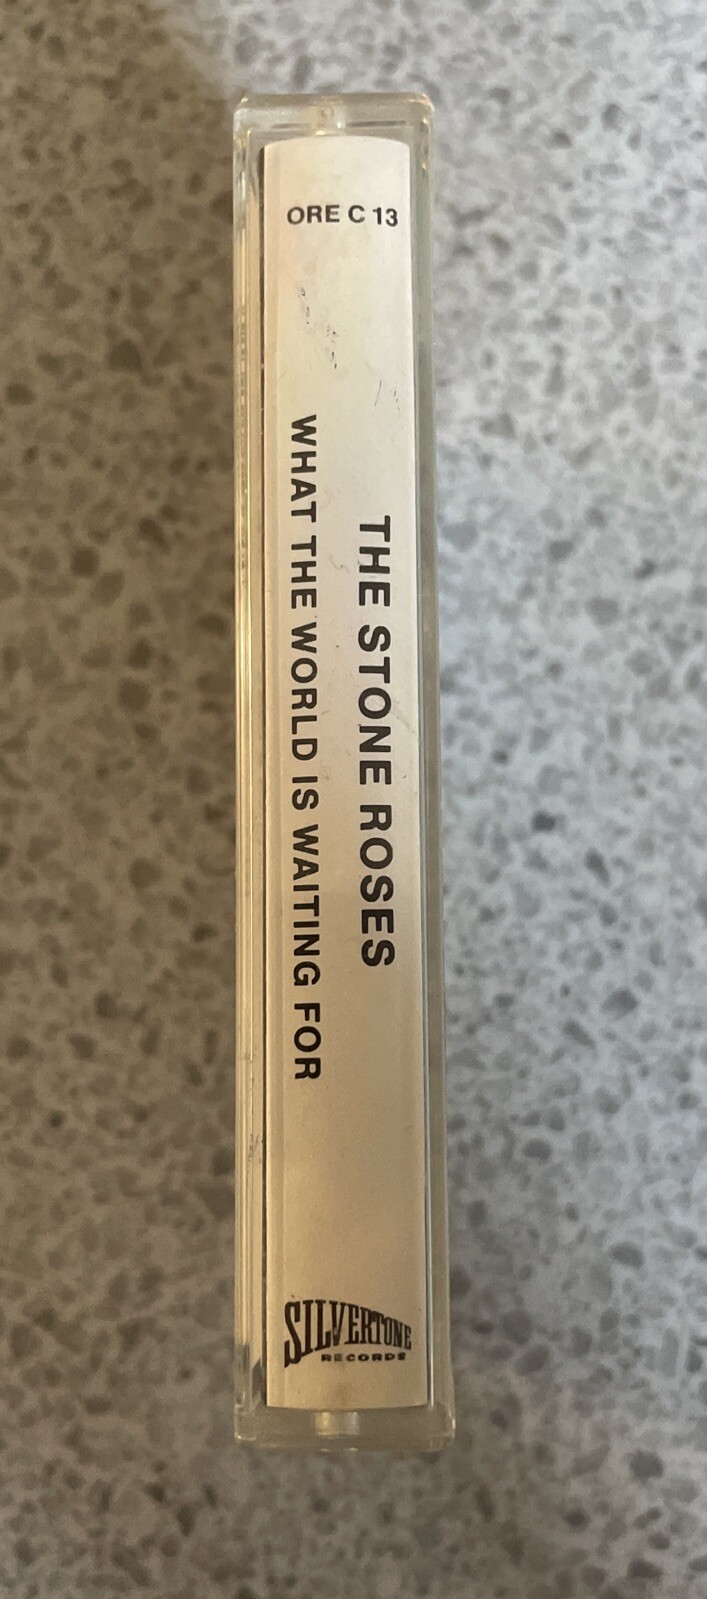 ORE C 13
THE STONE ROSES
WHAT THE WORLD IS WAITING FOR
SILVERTONE
RECORDS